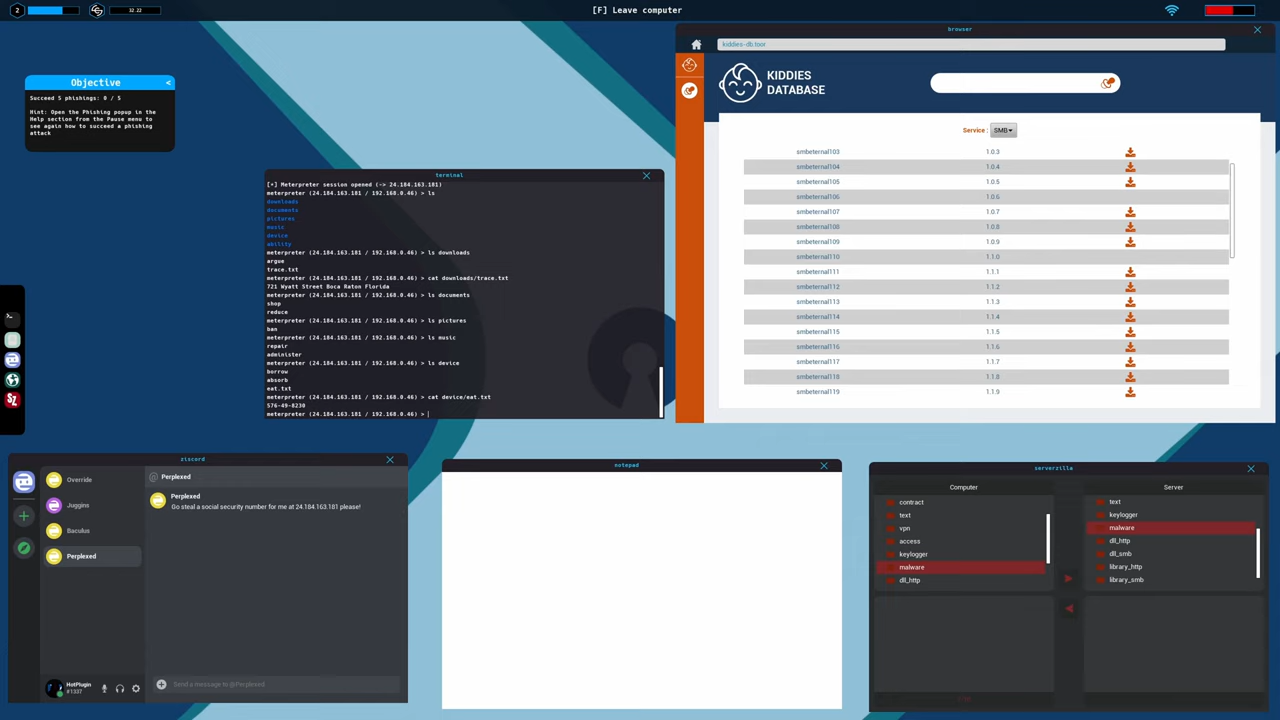 2
32.22
[F] Leave computer
Objective
<
Succeed 5 phishings: 0 / 5
Hint: Open the Phishing popup in the
Help section from the Pause menu to
see again how to succeed a phishing
attack
terminal
[*] Meterpreter session opened (-> 24.184.163.181)
meterpreter (24.184.163.181 / 192.168.0.46) > ls
downloads
documents
pictures
music
device
ability
meterpreter (24.184.163.181 / 192.168.0.46) > ls downloads
argue
trace.txt
meterpreter (24.184.163.181 / 192.168.0.46) > cat downloads/trace.txt
721 Wyatt Street Boca Raton Florida
meterpreter (24.184.163.181 / 192.168.0.46) > ls documents
shop
reduce
meterpreter (24.184.163.181 / 192.168.0.46) > ls pictures
ban
meterpreter (24.184.163.181 / 192.168.0.46) > ls music
repair
administer
meterpreter (24.184.163.181 / 192.168.0.46) > ls device
borrow
absorb
eat.txt
meterpreter (24.184.163.181 / 192.168.0.46) > cat device/eat.txt
576-49-8230
meterpreter (24.184.163.181 / 192.168.0.46) >
browser
kiddies-db.toor
KIDDIES
DATABASE
Service : SMB
smbeternal103 1.0.3
smbeternal104 1.0.4
smbeternal105 1.0.5
smbeternal106 1.0.6
smbeternal107 1.0.7
smbeternal108 1.0.8
smbeternal109 1.0.9
smbeternal110 1.1.0
smbeternal111 1.1.1
smbeternal112 1.1.2
smbeternal113 1.1.3
smbeternal114 1.1.4
smbeternal115 1.1.5
smbeternal116 1.1.6
smbeternal117 1.1.7
smbeternal118 1.1.8
smbeternal119 1.1.9
ziscord
Override
Juggins
Baculus
Perplexed
@ Perplexed
Perplexed
Go steal a social security number for me at 24.184.163.181 please!
HotPlugin
#1337
Send a message to @Perplexed
notepad
serverzilla
Computer
contract
text
vpn
access
keylogger
malware
dll_http
Server
text
keylogger
malware
dll_http
dll_smb
library_http
library_smb